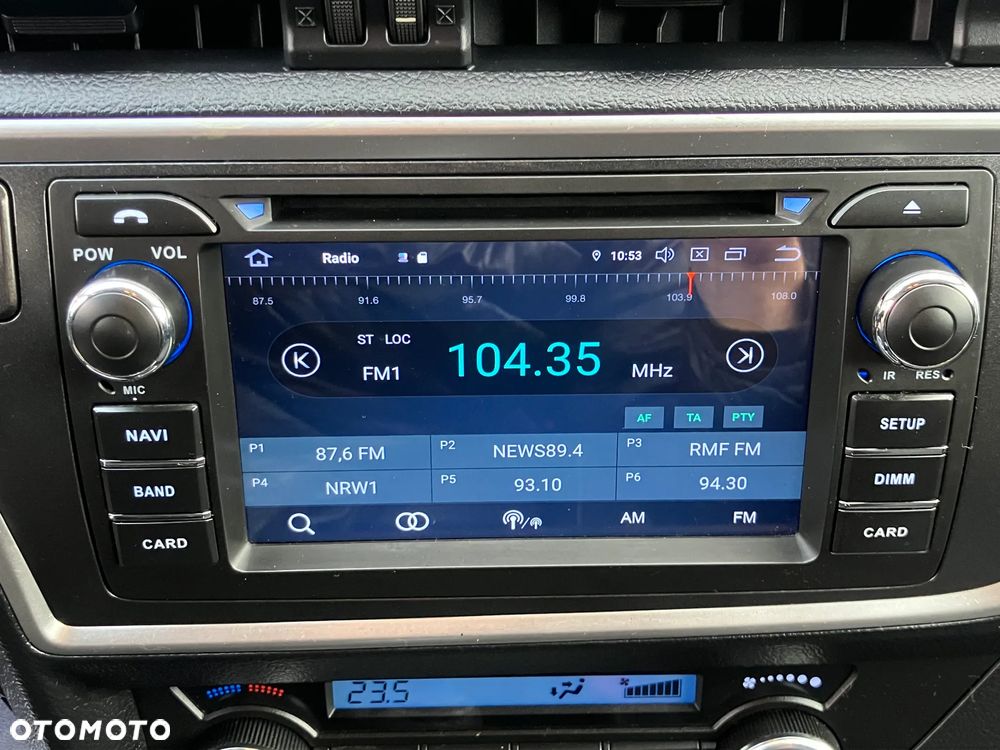 POW VOL
Radio 10:53
87.5 91.6 95.7 99.8 103.9 108.0
ST LOC
FM1 104.35 MHz
MIC
IR RES
AF TA PTY
NAVI
SETUP
P1 87,6 FM P2 NEWS89.4 P3 RMF FM
P4 NRW1 P5 93.10 P6 94.30
BAND
DIMM
AM FM
CARD
CARD
23.5
OTOMOTO